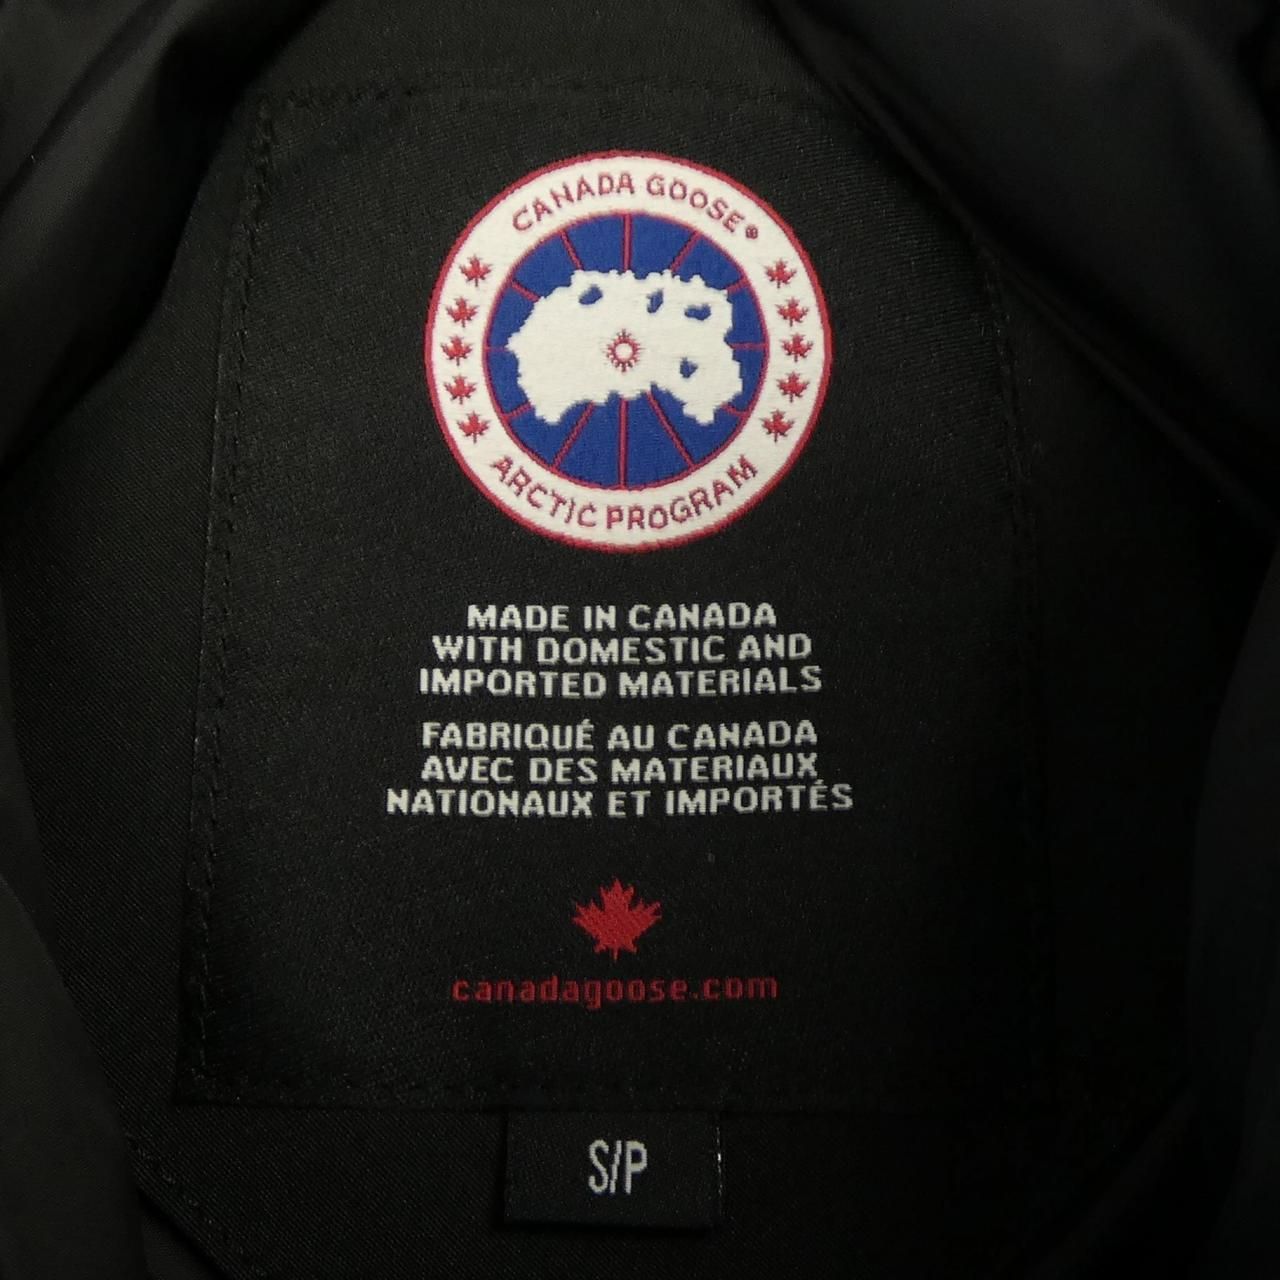 CANADA GOOSE®
ARCTIC PROGRAM
MADE IN CANADA
WITH DOMESTIC AND
IMPORTED MATERIALS
FABRIQUÉ AU CANADA
AVEC DES MATERIAUX
NATIONAUX ET IMPORTÉS
canadagoose.com
S/P